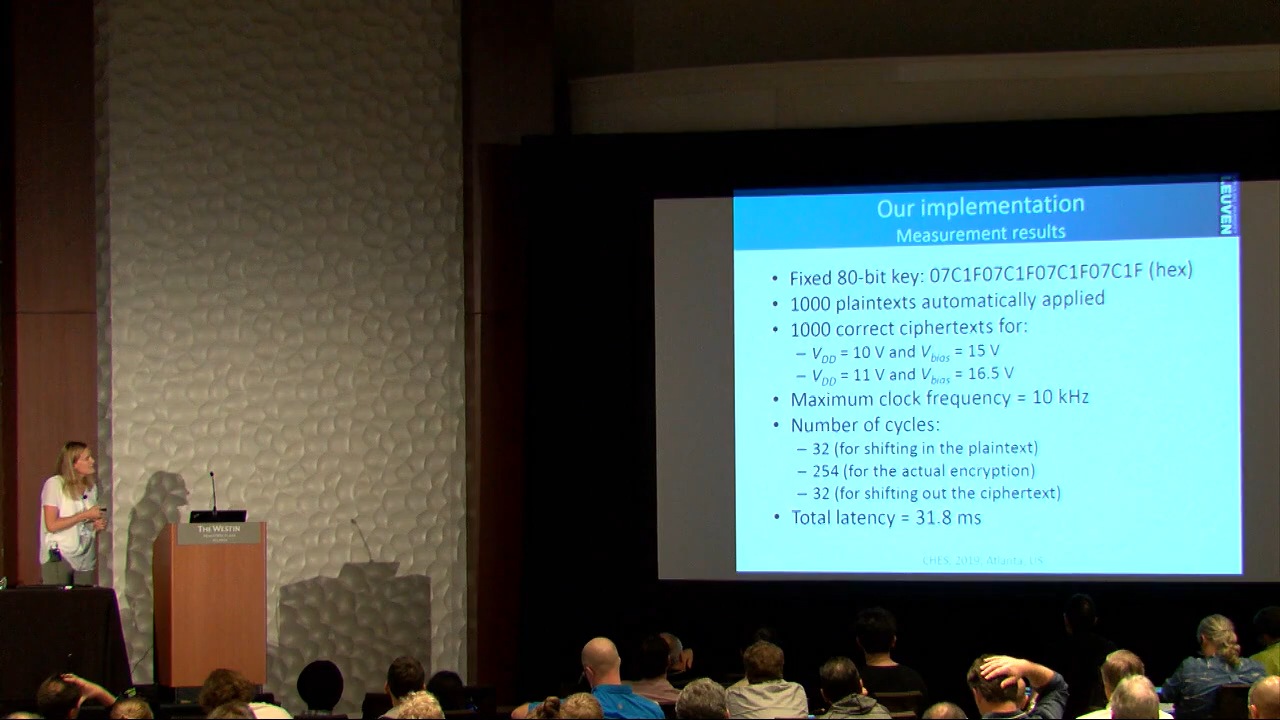 Our implementation
Measurement results
LEUVEN
• Fixed 80-bit key: 07C1F07C1F07C1F07C1F (hex)
• 1000 plaintexts automatically applied
• 1000 correct ciphertexts for:
– VDD = 10 V and Vbias = 15 V
– VDD = 11 V and Vbias = 16.5 V
• Maximum clock frequency = 10 kHz
• Number of cycles:
– 32 (for shifting in the plaintext)
– 254 (for the actual encryption)
– 32 (for shifting out the ciphertext)
• Total latency = 31.8 ms
CHES, 2019, Atlanta, US
THE WESTIN